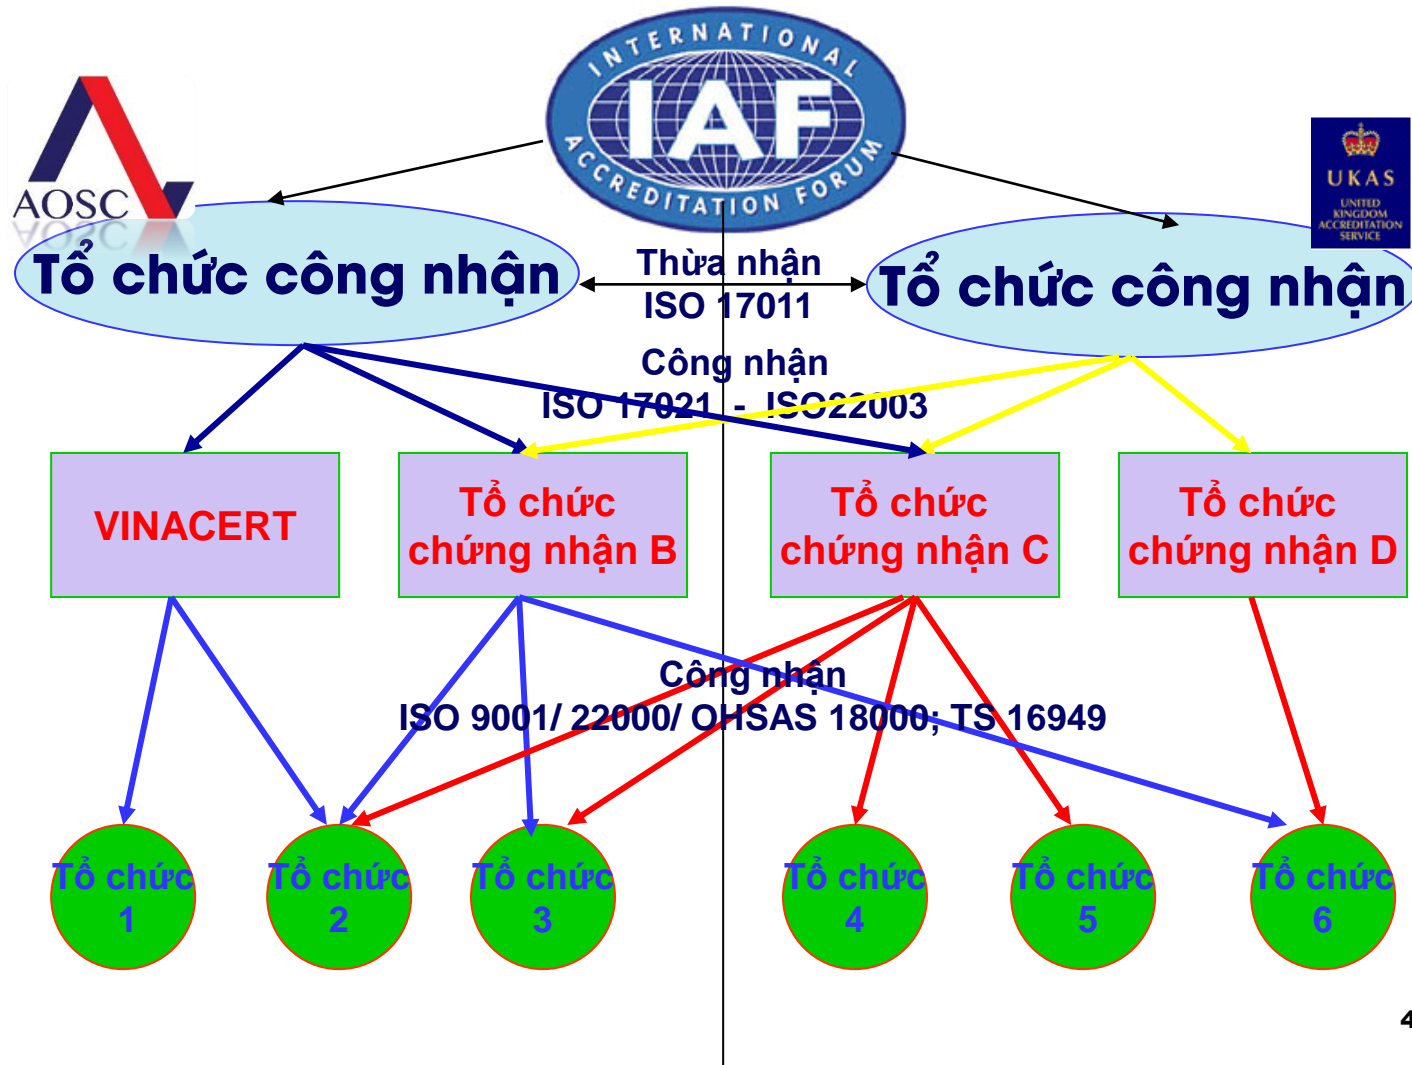 INTERNATIONAL
IAF
ACCREDITATION FORUM
AOSC
UKAS
UNITED
KINGDOM
ACCREDITATION
SERVICE
Tổ chức công nhận
Thừa nhận
ISO 17011
Tổ chức công nhận
Công nhận
ISO 17021 - ISO22003
VINACERT
Tổ chức
chứng nhận B
Tổ chức
chứng nhận C
Tổ chức
chứng nhận D
Công nhận
ISO 9001/ 22000/ OHSAS 18000; TS 16949
Tổ chức
1
Tổ chức
2
Tổ chức
3
Tổ chức
4
Tổ chức
5
Tổ chức
6
4